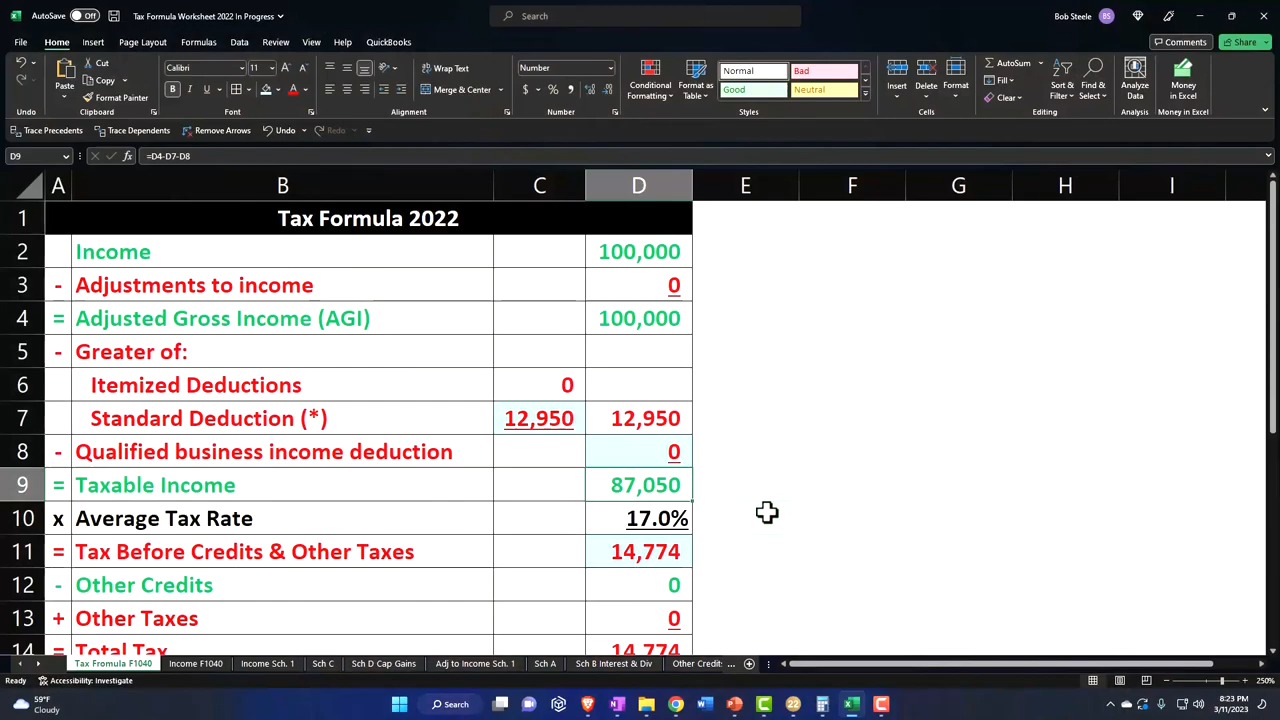 AutoSave Off Tax Formula Worksheet 2022 In Progress Search Bob Steele BS
File Home Insert Page Layout Formulas Data Review View Help QuickBooks Comments Share
Paste Cut Calibri 11 Wrap Text Number Conditional Formatting Format as Table Normal Bad Insert Delete Format AutoSum Sort & Filter Find & Select Analyze Data Money in Excel
Copy Fill
Format Painter Merge & Center Good Neutral Clear
Undo Clipboard Font Alignment Number Styles Cells Editing Analysis Money in Excel
Trace Precedents Trace Dependents Remove Arrows Undo Redo
D9 fx =D4-D7-D8
A B C D E F G H I
1 Tax Formula 2022
2 Income 100,000
3 - Adjustments to income 0
4 = Adjusted Gross Income (AGI) 100,000
5 - Greater of:
6 Itemized Deductions 0
7 Standard Deduction (*) 12,950 12,950
8 - Qualified business income deduction 0
9 = Taxable Income 87,050
10 x Average Tax Rate 17.0%
11 = Tax Before Credits & Other Taxes 14,774
12 - Other Credits 0
13 + Other Taxes 0
14 = Total Tax 14,774
Tax Fromula F1040 Income F1040 Income Sch. 1 Sch C Sch D Cap Gains Adj to Income Sch. 1 Sch A Sch B Interest & Div Other Credit: ...
Ready Accessibility: Investigate 250%
59°F Cloudy Search 8:23 PM
3/11/2023